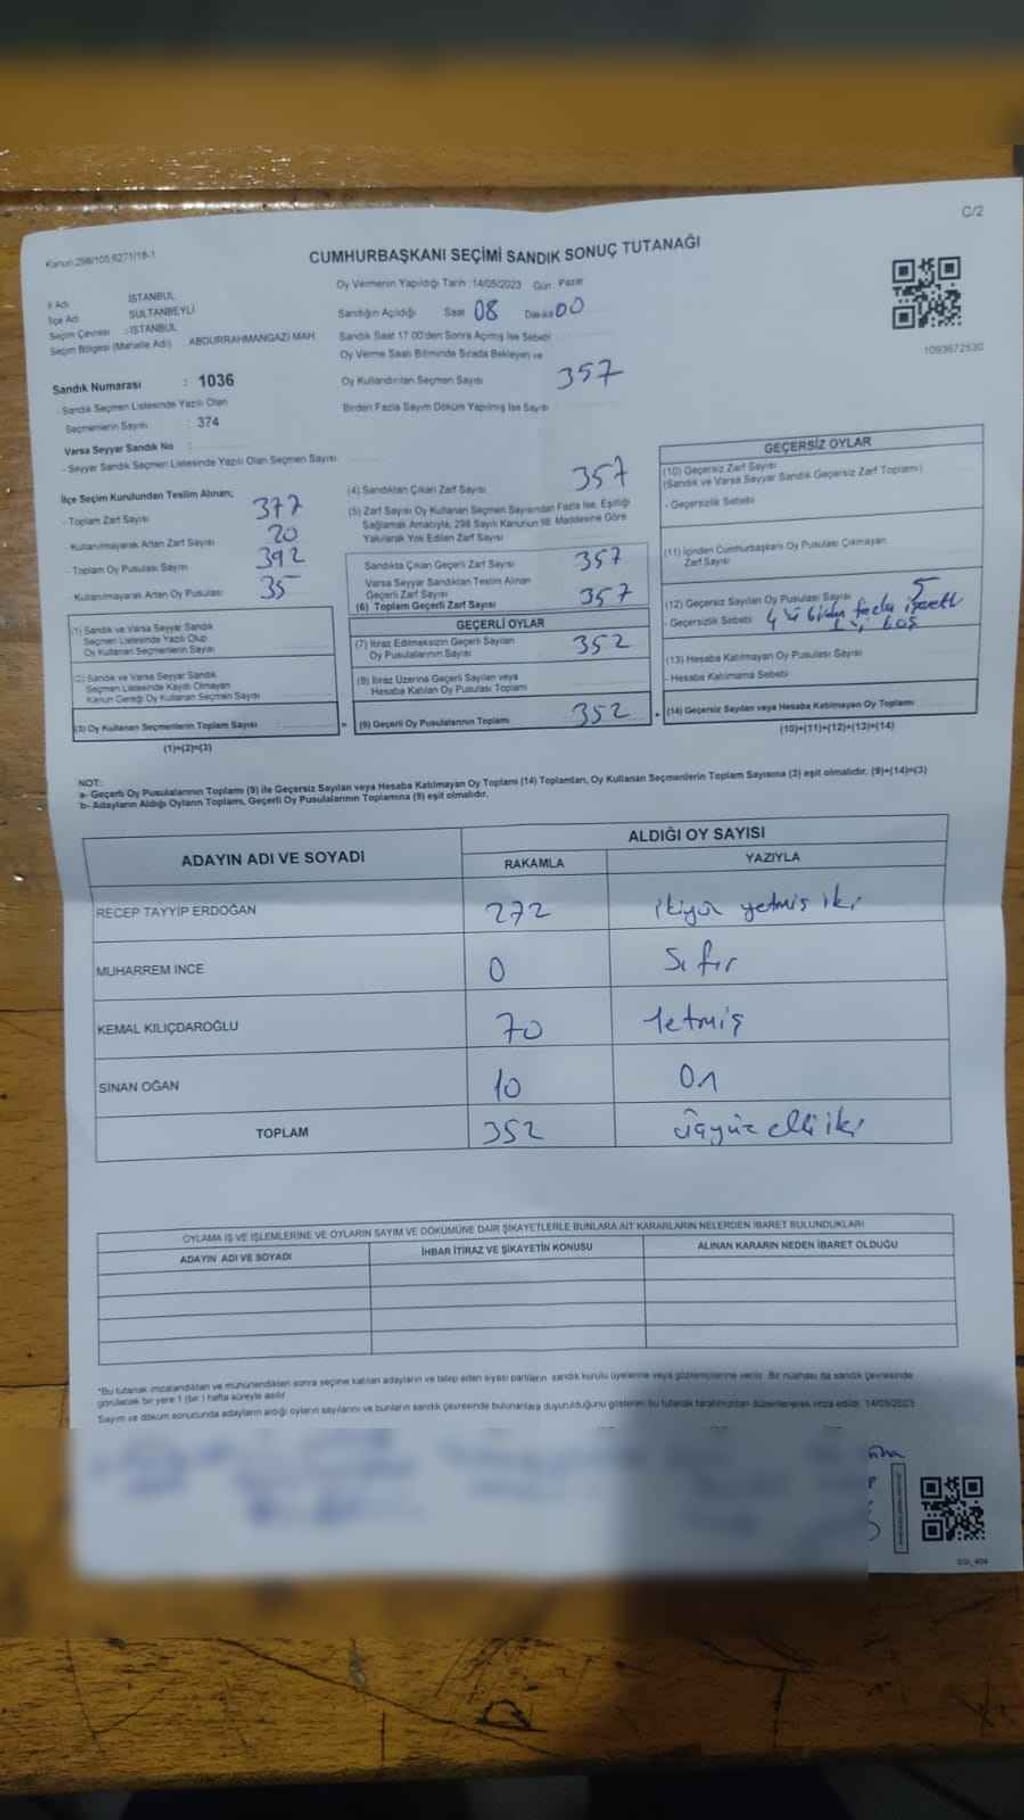 C/2
Kanun 298/105,6271/18-1
CUMHURBAŞKANI SEÇİMİ SANDIK SONUÇ TUTANAĞI
Oy Vermenin Yapıldığı Tarih :14/05/2023 Gün: Pazar
İl Adı : İSTANBUL
İlçe Adı : SULTANBEYLİ
Seçim Çevresi : İSTANBUL
Seçim Bölgesi (Mahalle Adı) : ABDURRAHMANGAZİ MAH.
Sandığın Açıldığı Saat 08 Dakika 00
Sandık Saat 17.00'den Sonra Açılmış İse Sebebi
Oy Verme Saati Bitiminde Sırada Bekleyen ve
Oy Kullandırılan Seçmen Sayısı 357
Birden Fazla Sayım Döküm Yapılmış İse Sayısı
1093672530
Sandık Numarası : 1036
- Sandık Seçmen Listesinde Yazılı Olan
Seçmenlerin Sayısı : 374
Varsa Seyyar Sandık No :
- Seyyar Sandık Seçmen Listesinde Yazılı Olan Seçmen Sayısı
İlçe Seçim Kurulundan Teslim Alınan;
- Toplam Zarf Sayısı 377
- Kullanılmayarak Artan Zarf Sayısı 20
- Toplam Oy Pusulası Sayısı 392
- Kullanılmayarak Artan Oy Pusulası 35
(1) Sandık ve Varsa Seyyar Sandık
Seçmen Listesinde Yazılı Olup
Oy Kullanan Seçmenlerin Sayısı
(2) Sandık ve Varsa Seyyar Sandık
Seçmen Listesinde Kayıtlı Olmayan
Kanun Gereği Oy Kullanan Seçmen Sayısı
(3) Oy Kullanan Seçmenlerin Toplam Sayısı
(1)+(2)=(3)
(4) Sandıktan Çıkan Zarf Sayısı 357
(5) Zarf Sayısı Oy Kullanan Seçmen Sayısından Fazla İse, Eşitliği
Sağlamak Amacıyla, 298 Sayılı Kanunun 98. Maddesine Göre
Yakılarak Yok Edilen Zarf Sayısı
Sandıkta Çıkan Geçerli Zarf Sayısı 357
Varsa Seyyar Sandıktan Teslim Alınan
Geçerli Zarf Sayısı
(6) Toplam Geçerli Zarf Sayısı 357
GEÇERLİ OYLAR
(7) İtiraz Edilmeksizin Geçerli Sayılan
Oy Pusulalarının Sayısı 352
(8) İtiraz Üzerine Geçerli Sayılan veya
Hesaba Katılan Oy Pusulası Toplamı
(9) Geçerli Oy Pusulalarının Toplamı 352
GEÇERSİZ OYLAR
(10) Geçersiz Zarf Sayısı
(Sandık ve Varsa Seyyar Sandık Geçersiz Zarf Toplamı)
- Geçersizlik Sebebi
(11) İçinden Cumhurbaşkanı Oy Pusulası Çıkmayan
Zarf Sayısı
(12) Geçersiz Sayılan Oy Pusulası Sayısı 5
- Geçersizlik Sebebi 4'ü birden fazla işaretli
boş
(13) Hesaba Katılmayan Oy Pusulası Sayısı
- Hesaba Katılmama Sebebi
(14) Geçersiz Sayılan veya Hesaba Katılmayan Oy Toplamı
(10)+(11)+(12)+(13)=(14)
NOT:
a- Geçerli Oy Pusulalarının Toplamı (9) ile Geçersiz Sayılan veya Hesaba Katılmayan Oy Toplamı (14) Toplamları, Oy Kullanan Seçmenlerin Toplam Sayısına (3) eşit olmalıdır. (9)+(14)=(3)
b- Adayların Aldığı Oyların Toplamı, Geçerli Oy Pusulalarının Toplamına (9) eşit olmalıdır.
ADAYIN ADI VE SOYADI
ALDIĞI OY SAYISI
RAKAMLA YAZIYLA
RECEP TAYYİP ERDOĞAN 272 ikiyüz yetmiş iki
MUHARREM İNCE 0 Sıfır
KEMAL KILIÇDAROĞLU 70 Yetmiş
SİNAN OĞAN 10 On
TOPLAM 352 üçyüz elli iki
OYLAMA İŞ VE İŞLEMLERİNE VE OYLARIN SAYIM VE DÖKÜMÜNE DAİR ŞİKAYETLERLE BUNLARA AİT KARARLARIN NELERDEN İBARET BULUNDUKLARI
ADAYIN ADI VE SOYADI İHBAR İTİRAZ VE ŞİKAYETİN KONUSU ALINAN KARARIN NEDEN İBARET OLDUĞU
*Bu tutanak imzalandıktan ve mühürlendikten sonra seçime katılan adayların ve talep eden siyasi partilerin sandık kurulu üyelerine veya gözlemcilerine verilir. Bir nüshası da sandık çevresinde
görülecek bir yere 1 (bir) hafta süreyle asılır.
Sayım ve döküm sonucunda adayların aldığı oyların sayılarını ve bunların sandık çevresinde bulunanlara duyurulduğunu gösteren bu tutanak tarafımızdan düzenlenerek imza edildi. 14/05/2023